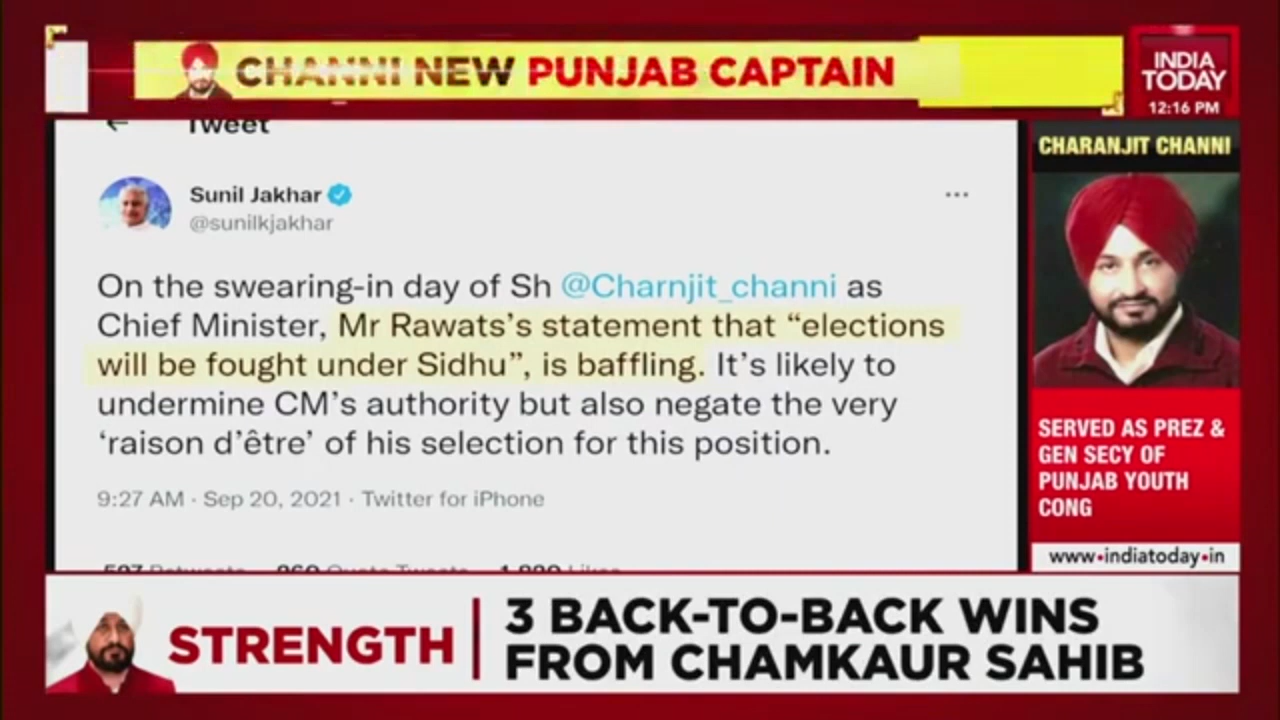 CHANNI NEW PUNJAB CAPTAIN
INDIA
TODAY
12:16 PM
Tweet
Sunil Jakhar
@sunilkjakhar
On the swearing-in day of Sh @Charnjit_channi as
Chief Minister, Mr Rawats’s statement that “elections
will be fought under Sidhu”, is baffling. It’s likely to
undermine CM’s authority but also negate the very
‘raison d’être’ of his selection for this position.
9:27 AM · Sep 20, 2021 · Twitter for iPhone
Retweets Quote Tweets Likes
CHARANJIT CHANNI
SERVED AS PREZ &
GEN SECY OF
PUNJAB YOUTH
CONG
www•indiatoday•in
STRENGTH
3 BACK-TO-BACK WINS
FROM CHAMKAUR SAHIB